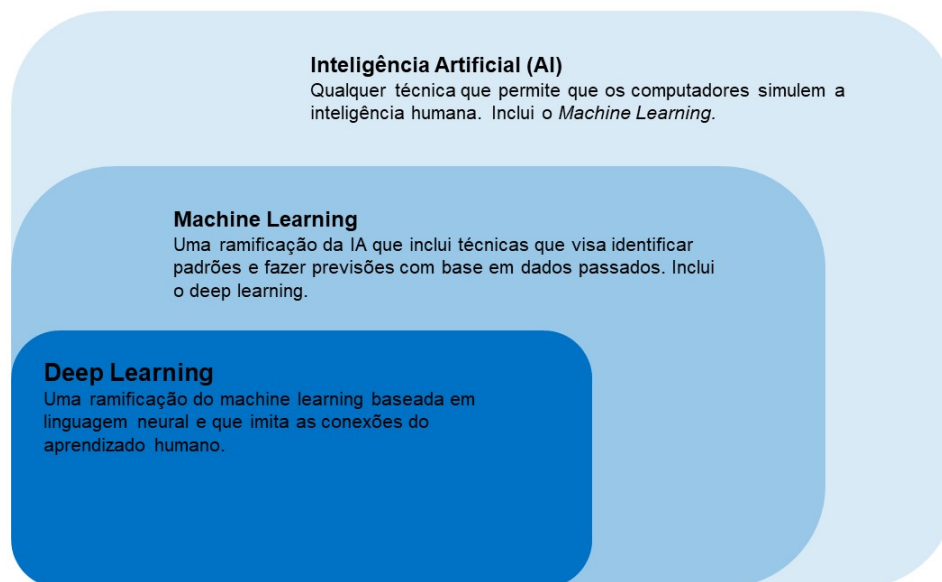 Inteligência Artificial (AI)
Qualquer técnica que permite que os computadores simulem a
inteligência humana. Inclui o Machine Learning.
Machine Learning
Uma ramificação da IA que inclui técnicas que visa identificar
padrões e fazer previsões com base em dados passados. Inclui
o deep learning.
Deep Learning
Uma ramificação do machine learning baseada em
linguagem neural e que imita as conexões do
aprendizado humano.